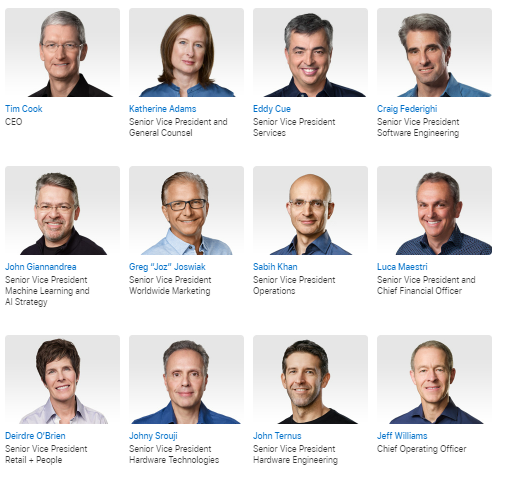 Tim Cook
CEO
Katherine Adams
Senior Vice President and
General Counsel
Eddy Cue
Senior Vice President
Services
Craig Federighi
Senior Vice President
Software Engineering
John Giannandrea
Senior Vice President
Machine Learning and
AI Strategy
Greg "Joz" Joswiak
Senior Vice President
Worldwide Marketing
Sabih Khan
Senior Vice President
Operations
Luca Maestri
Senior Vice President and
Chief Financial Officer
Deirdre O'Brien
Senior Vice President
Retail + People
Johny Srouji
Senior Vice President
Hardware Technologies
John Ternus
Senior Vice President
Hardware Engineering
Jeff Williams
Chief Operating Officer